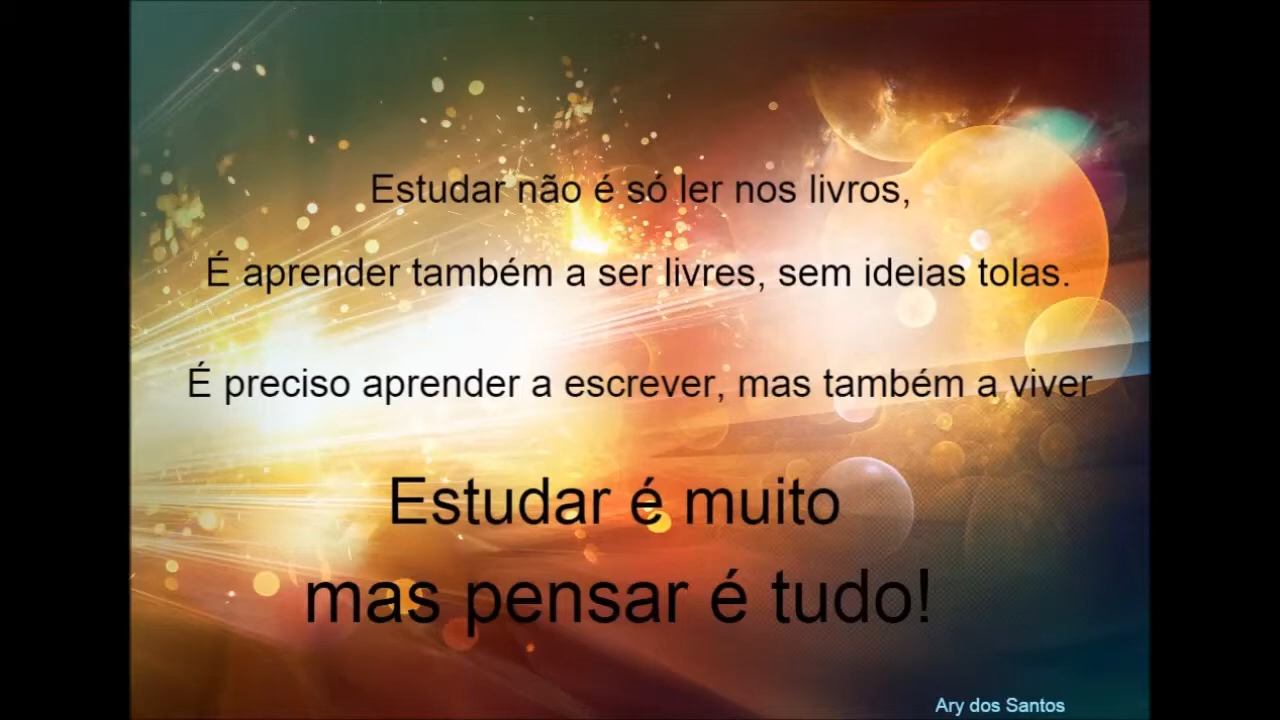 Estudar não é só ler nos livros,
É aprender também a ser livres, sem ideias tolas.
É preciso aprender a escrever, mas também a viver
Estudar é muito
mas pensar é tudo!
Ary dos Santos